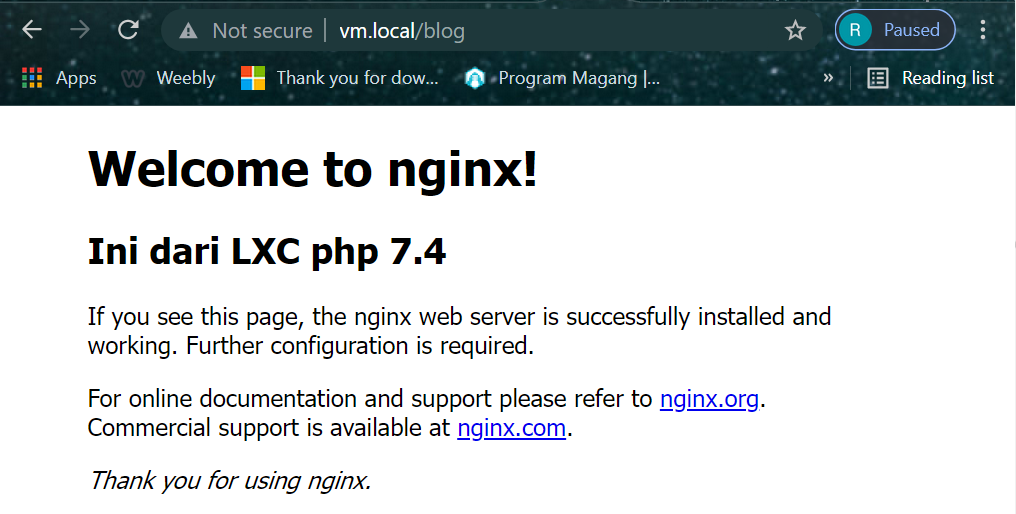 Not secure vm.local/blog R Paused
Apps Weebly Thank you for dow... Program Magang |... » Reading list
Welcome to nginx!
Ini dari LXC php 7.4
If you see this page, the nginx web server is successfully installed and
working. Further configuration is required.
For online documentation and support please refer to nginx.org.
Commercial support is available at nginx.com.
Thank you for using nginx.